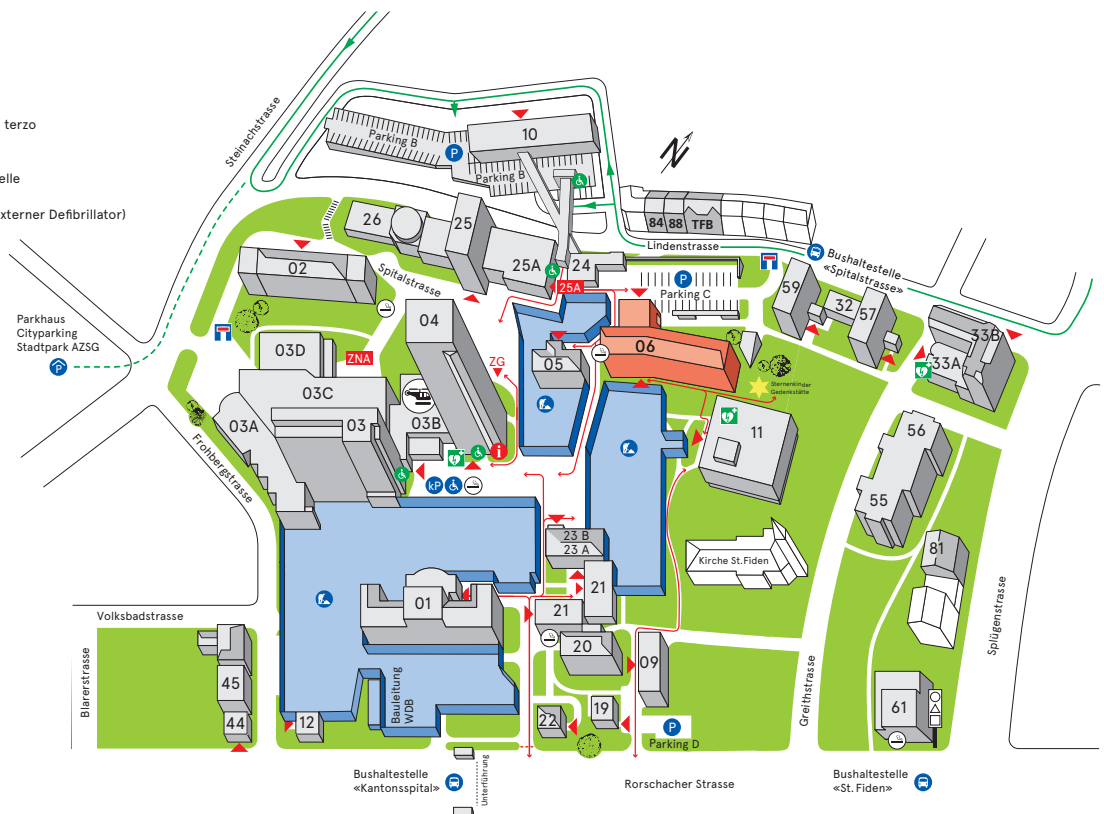 terzo
elle
xterner Defibrillator)
Steinachstrasse
Parking B
P
10
Parking B
N
84 88 TFB
Lindenstrasse
Bushaltestelle
«Spitalstrasse»
26
25
25A
24
25A
P
Parking C
02
Spitalstrasse
04
59
32
57
33B
33A
Parkhaus
Cityparking
Stadtpark AZSG
P
03D
ZNA
ZG
05
06
Sternenkinder
Gedenkstätte
03C
03A
03
03B
i
kP
11
56
55
Frohbergstrasse
23 B
23 A
Kirche St. Fiden
81
21
21
01
20
09
Volksbadstrasse
Blarerstrasse
45
44
12
Bauleitung
WDB
22
19
P
Parking D
Greithstrasse
Splügenstrasse
61
Unterführung
Bushaltestelle
«Kantonsspital»
Rorschacher Strasse
Bushaltestelle
«St. Fiden»